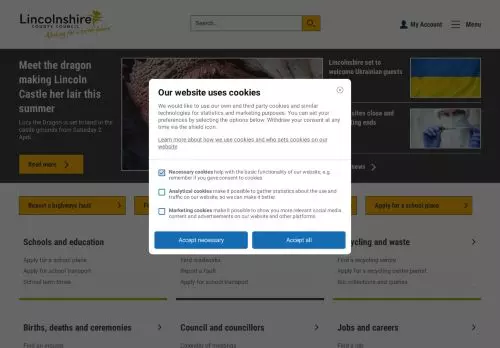 Lincolnshire
COUNTY COUNCIL
Working for a better future
Search...
My Account
Menu
Meet the dragon
making Lincoln
Castle her lair this
summer
Lucy the Dragon is set to land in the
castle grounds from Saturday 2
April
Read more
Lincolnshire set to
welcome Ukrainian guests
sites close and
ing ends
news
Our website uses cookies
We would like to use our own and third party cookies and similar
technologies for statistics and marketing purposes. You can set your
preferences by selecting the options below. Withdraw your consent at
any time via the shield icon.
Learn more about how we use cookies and who sets cookies on our
website
Necessary cookies help with the basic functionality of our website, e.g.
remember if you gave consent to cookies.
Analytical cookies make it possible to gather statistics about the use and
traffic on our website, so we can make it better.
Marketing cookies make it possible to show you more relevant social media
content and advertisements on our website and other platforms.
Accept necessary
Accept all
Report a highways fault
Apply for a school place
Schools and education
Apply for a school place
Apply for school transport
School term times
Find roadworks
Report a fault
Apply for school transport
cycling and waste
Find a recycling centre
Apply for a recycling centre permit
Bin collections and queries
Births, deaths and ceremonies
Find an
Council and councillors
Calendar of meetings
Jobs and careers
Find a job